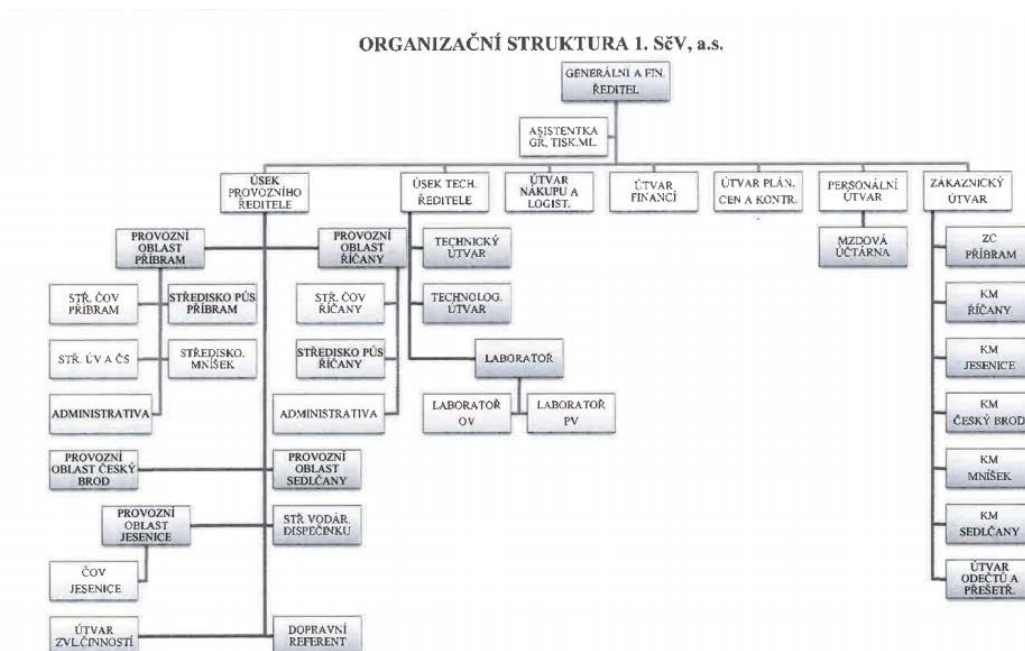 ORGANIZAČNÍ STRUKTURA 1. SčV, a.s.
GENERÁLNÍ A FIN.
ŘEDITEL
ASISTENTKA
GŘ, TISK.ML.
ÚSEK
PROVOZNÍHO
ŘEDITELE
ÚSEK TECH.
ŘEDITELE
ÚTVAR
NÁKUPU A
LOGIST.
ÚTVAR
FINANCÍ
ÚTVAR PLÁN.
CEN A KONTR.
PERSONÁLNÍ
ÚTVAR
ZÁKAZNICKÝ
ÚTVAR
PROVOZNÍ
OBLAST
PŘÍBRAM
PROVOZNÍ
OBLAST
ŘÍČANY
TECHNICKÝ
ÚTVAR
MZDOVÁ
ÚČTÁRNA
ZC
PŘÍBRAM
STŘ. ČOV
PŘÍBRAM
STŘEDISKO PÚS
PŘÍBRAM
STŘ. ČOV
ŘÍČANY
TECHNOLOG.
ÚTVAR
KM
ŘÍČANY
STŘ. ÚV A ČS
STŘEDISKO.
MNÍŠEK
STŘEDISKO PÚS
ŘÍČANY
LABORATOŘ
KM
JESENICE
ADMINISTRATIVA
ADMINISTRATIVA
LABORATOŘ
OV
LABORATOŘ
PV
KM
ČESKÝ BROD
PROVOZNÍ
OBLAST ČESKÝ
BROD
PROVOZNÍ
OBLAST
SEDLČANY
KM
MNÍŠEK
PROVOZNÍ
OBLAST
JESENICE
STŘ VODÁR.
DISPEČINKU
KM
SEDLČANY
ČOV
JESENICE
ÚTVAR
ODEČTŮ A
PŘEŠETŘ.
ÚTVAR
ZVL.ČINNOSTÍ
DOPRAVNÍ
REFERENT